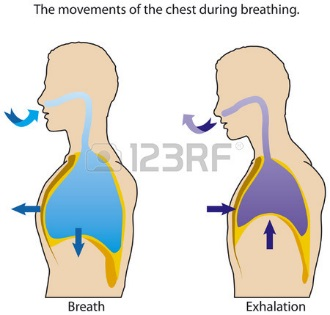 The movements of the chest during breathing.
123RF
Breath
Exhalation